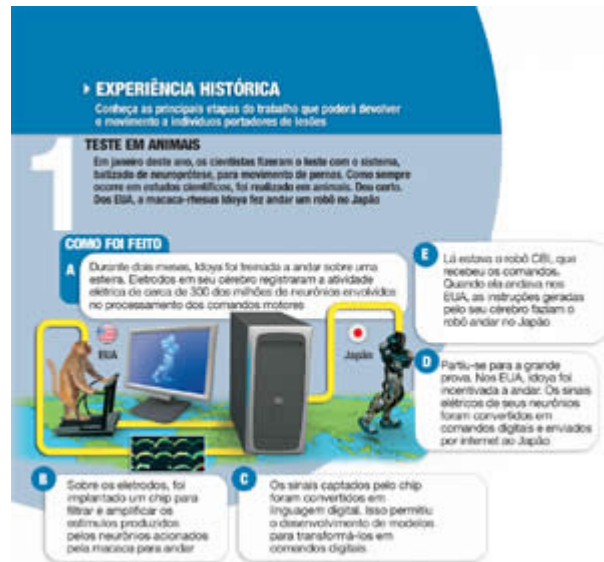 EXPERIÊNCIA HISTÓRICA
Conheça as principais etapas do trabalho que poderá devolver
o movimento a indivíduos portadores de lesões
1
TESTE EM ANIMAIS
Em janeiro deste ano, os cientistas fizeram o teste com o sistema,
batizado de neuroprótese, para movimento de pernas. Como sempre
ocorre em estudos científicos, foi realizado em animais. Deu certo.
Dos EUA, a macaca-rhesus Idoya fez andar um robô no Japão
COMO FOI FEITO
A
Durante dois meses, Idoya foi treinada a andar sobre uma
esteira. Eletrodos em seu cérebro registraram a atividade
elétrica de cerca de 300 dos milhões de neurônios envolvidos
no processamento dos comandos motores
EUA
Japão
B
Sobre os eletrodos, foi
implantado um chip para
filtrar e amplificar os
estímulos produzidos
pelos neurônios acionados
pela macaca para andar
C
Os sinais captados pelo chip
foram convertidos em
linguagem digital. Isso permitiu
o desenvolvimento de modelos
para transformá-los em
comandos digitais
D
Partiu-se para a grande
prova. Nos EUA, Idoya foi
incentivada a andar. Os sinais
elétricos de seus neurônios
foram convertidos em
comandos digitais e enviados
por internet ao Japão
E
Lá estava o robô CBi, que
recebeu os comandos.
Quando ela andava nos
EUA, as instruções geradas
pelo seu cérebro faziam o
robô andar no Japão